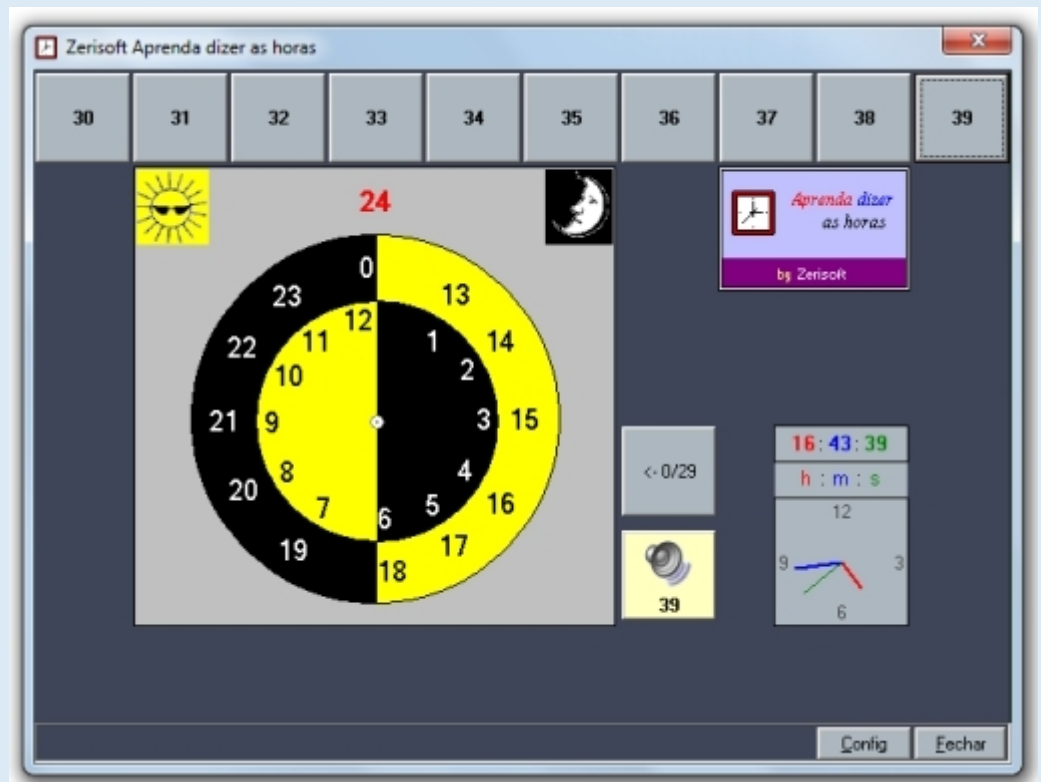 Zerisoft Aprenda dizer as horas
30 31 32 33 34 35 36 37 38 39
24
0
23 13
12
11 1
22 14
10 2
21 9 3 15
8 4
20 16
7 5
6
19 17
18
Aprenda dizer
as horas
by Zerisoft
<- 0/29
39
16 : 43 : 39
h : m : s
12
9 3
6
Config Fechar